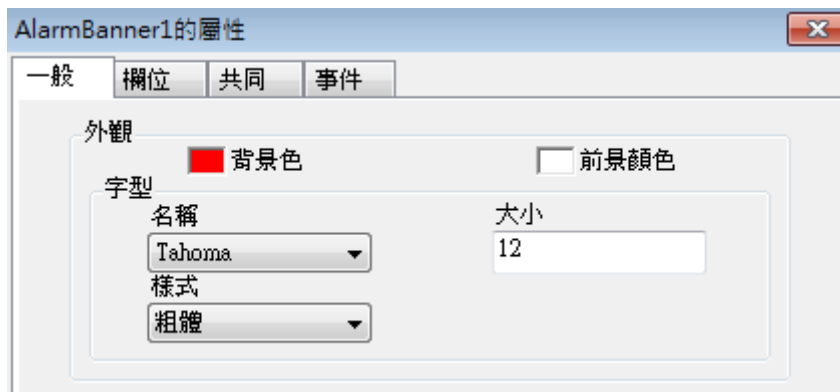 AlarmBanner1的屬性
一般 欄位 共同 事件
外觀
背景色 前景顏色
字型
名稱 大小
Tahoma 12
樣式
粗體